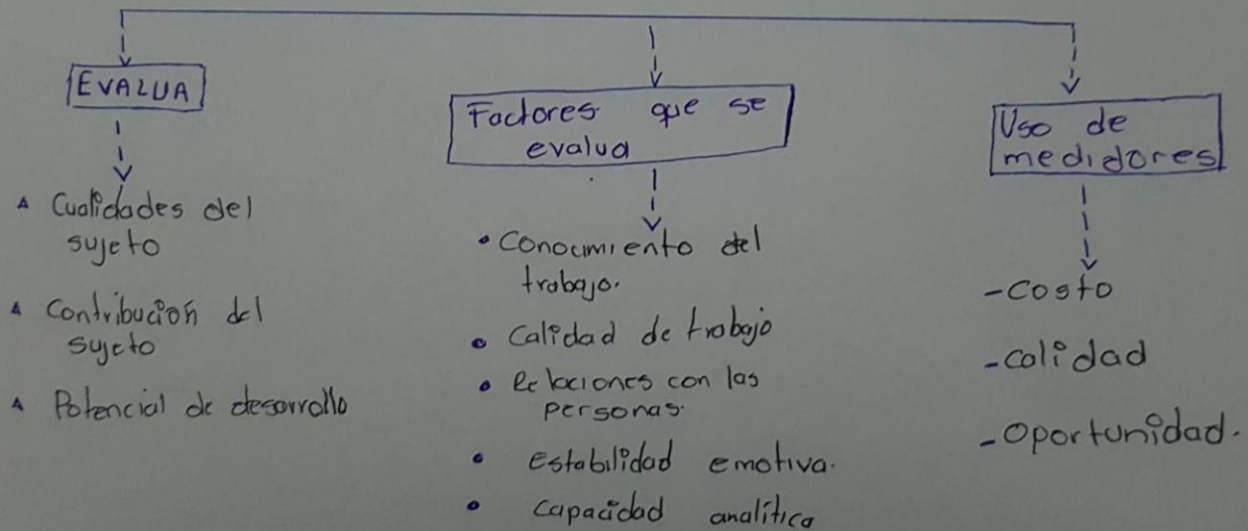 EVALUA
• Cualidades del
sujeto
• Contribución del
sujeto
• Potencial de desarrollo
Factores que se
evalua
• Conocimiento del
trabajo.
• Calidad de trabajo
• Relaciones con las
personas.
• estabilidad emotiva.
• capacidad analítica
Uso de
medidores
- costo
- calidad
- oportunidad.